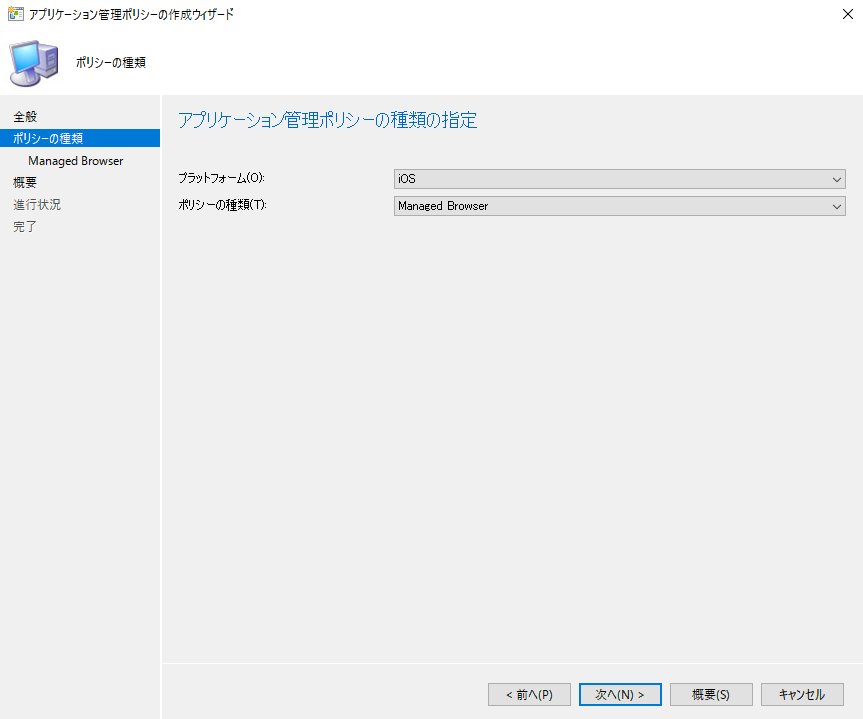 アプリケーション管理ポリシーの作成ウィザード
ポリシーの種類
全般
ポリシーの種類
Managed Browser
概要
進行状況
完了
アプリケーション管理ポリシーの種類の指定
プラットフォーム(O):
iOS
ポリシーの種類(T):
Managed Browser
< 前へ(P)
次へ(N) >
概要(S)
キャンセル